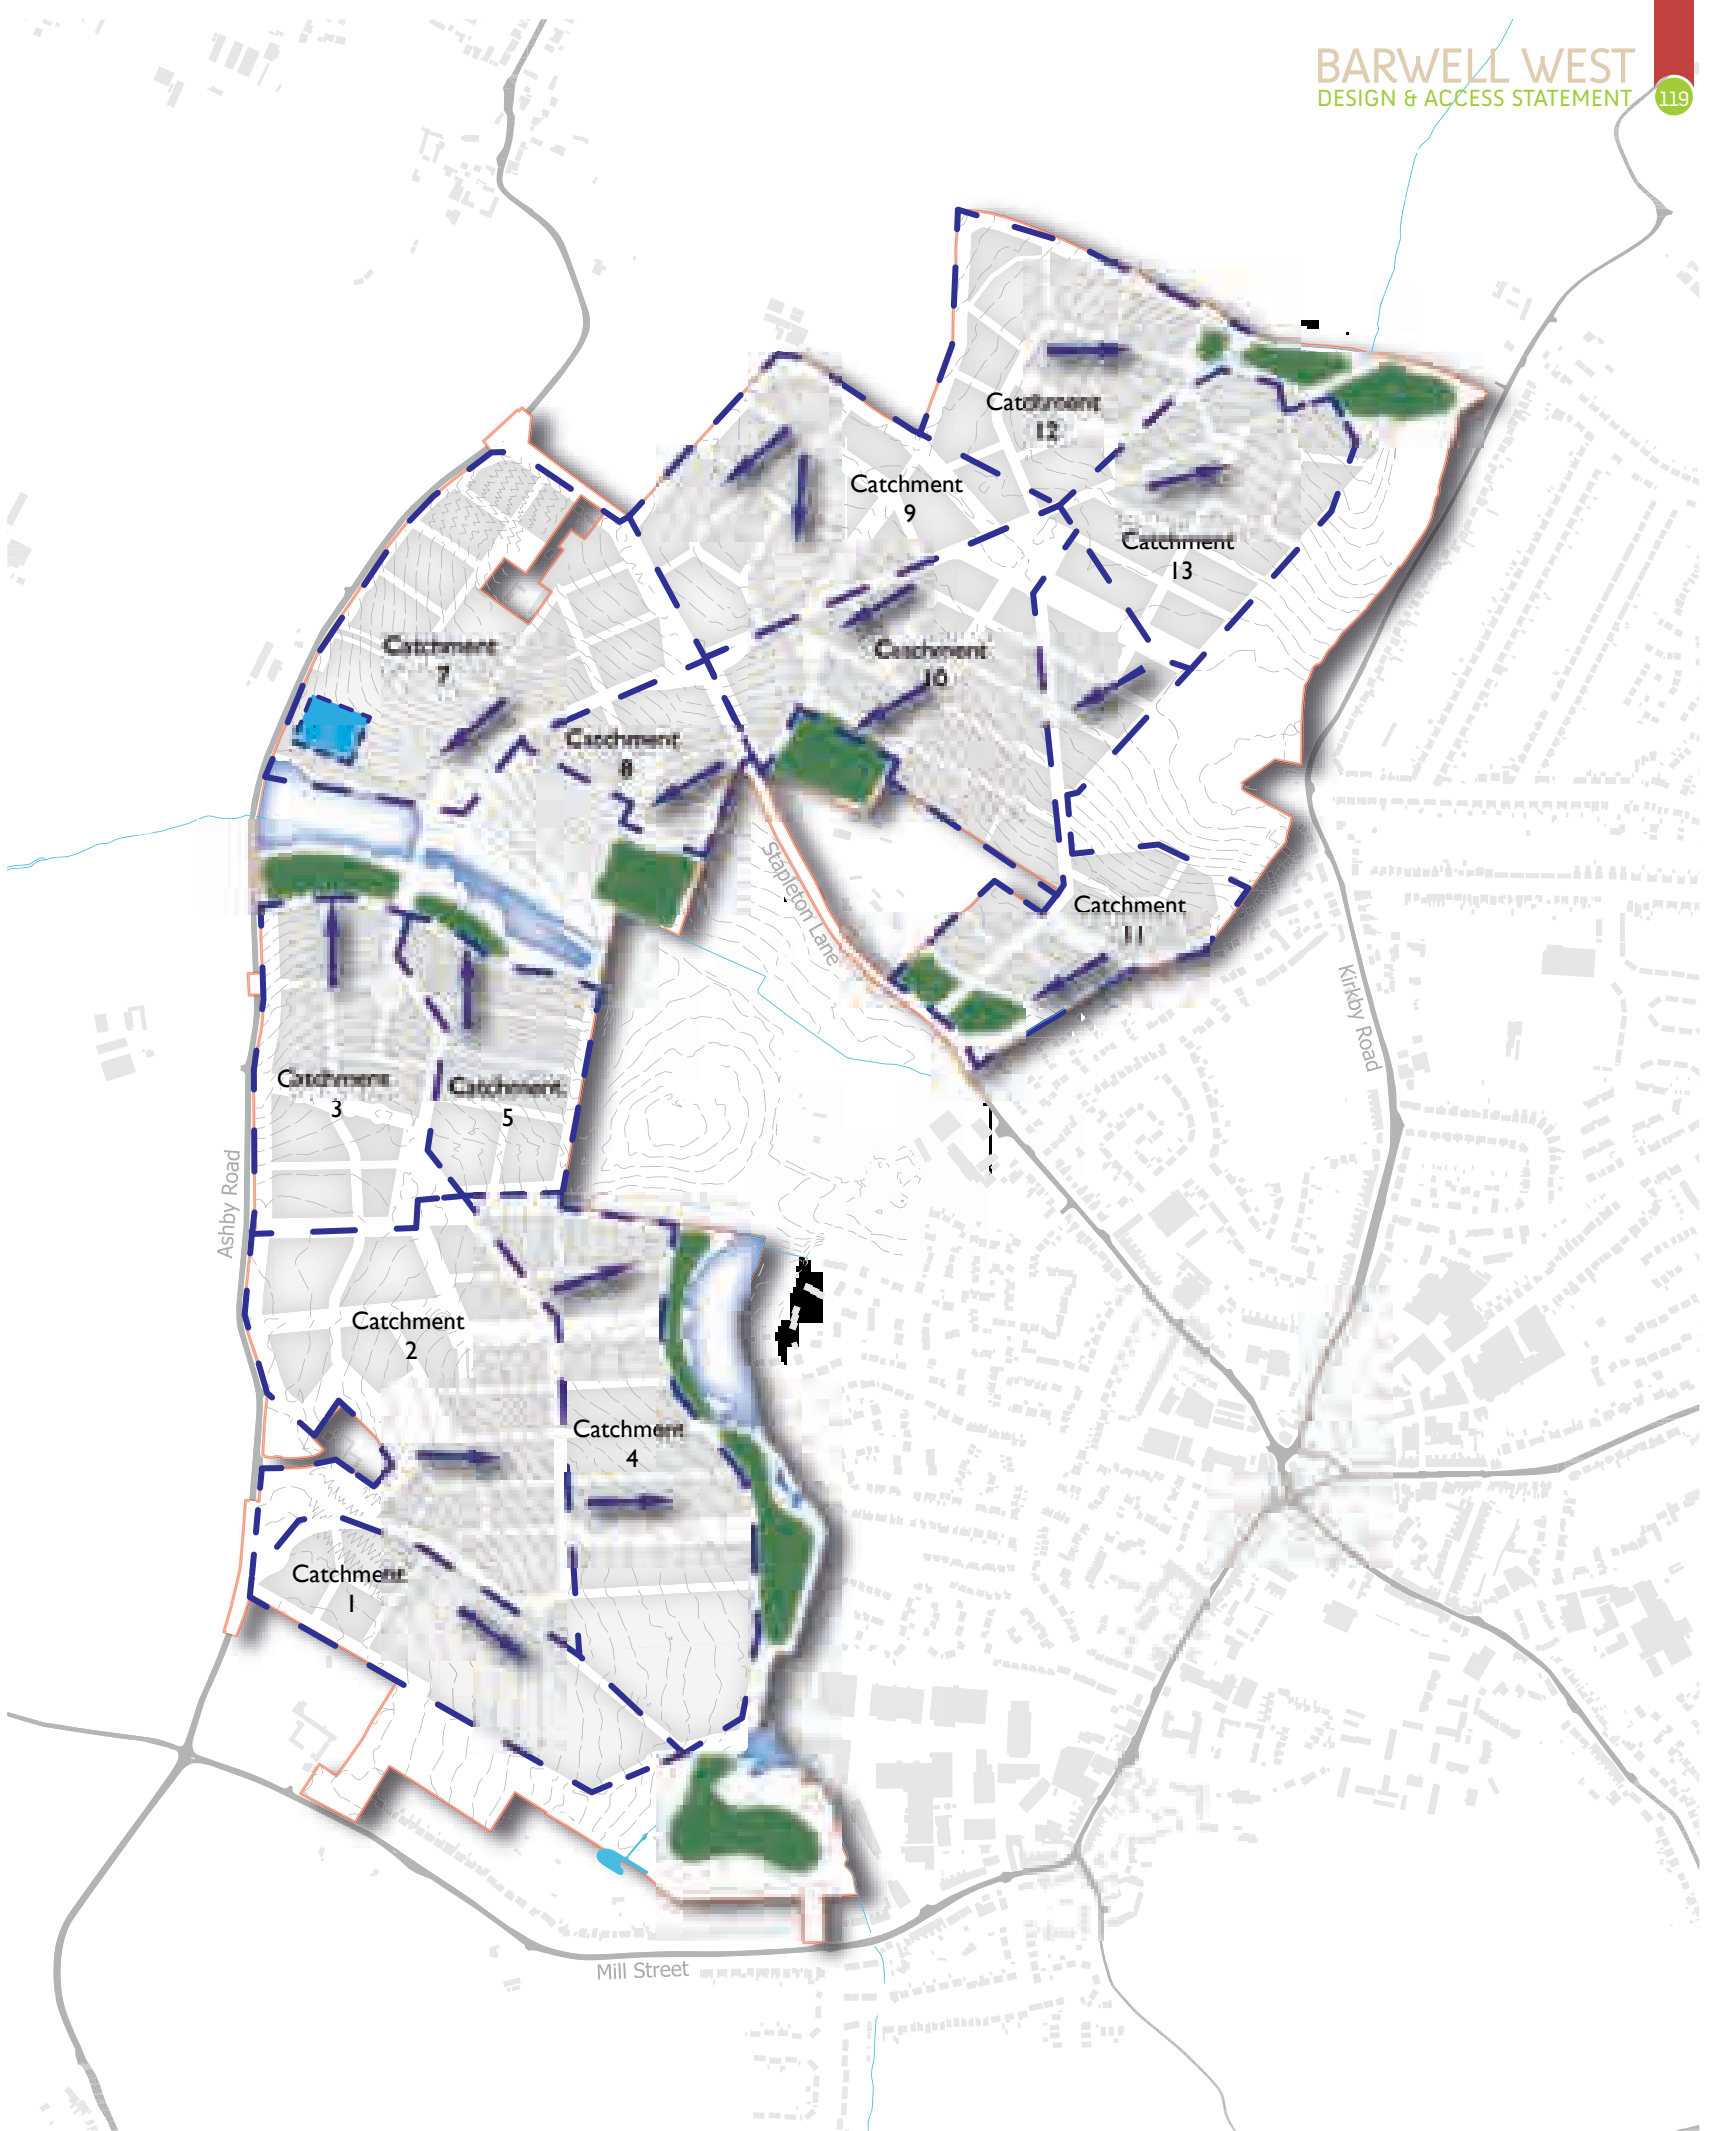 BARWELL WEST
DESIGN & ACCESS STATEMENT
119
Catchment
12
Catchment
9
Catchment
13
Catchment
7
Catchment
10
Catchment
8
Stapleton Lane
Catchment
11
Kirkby Road
Catchment
3
Catchment
5
Ashby Road
Catchment
2
Catchment
4
Catchment
1
Mill Street